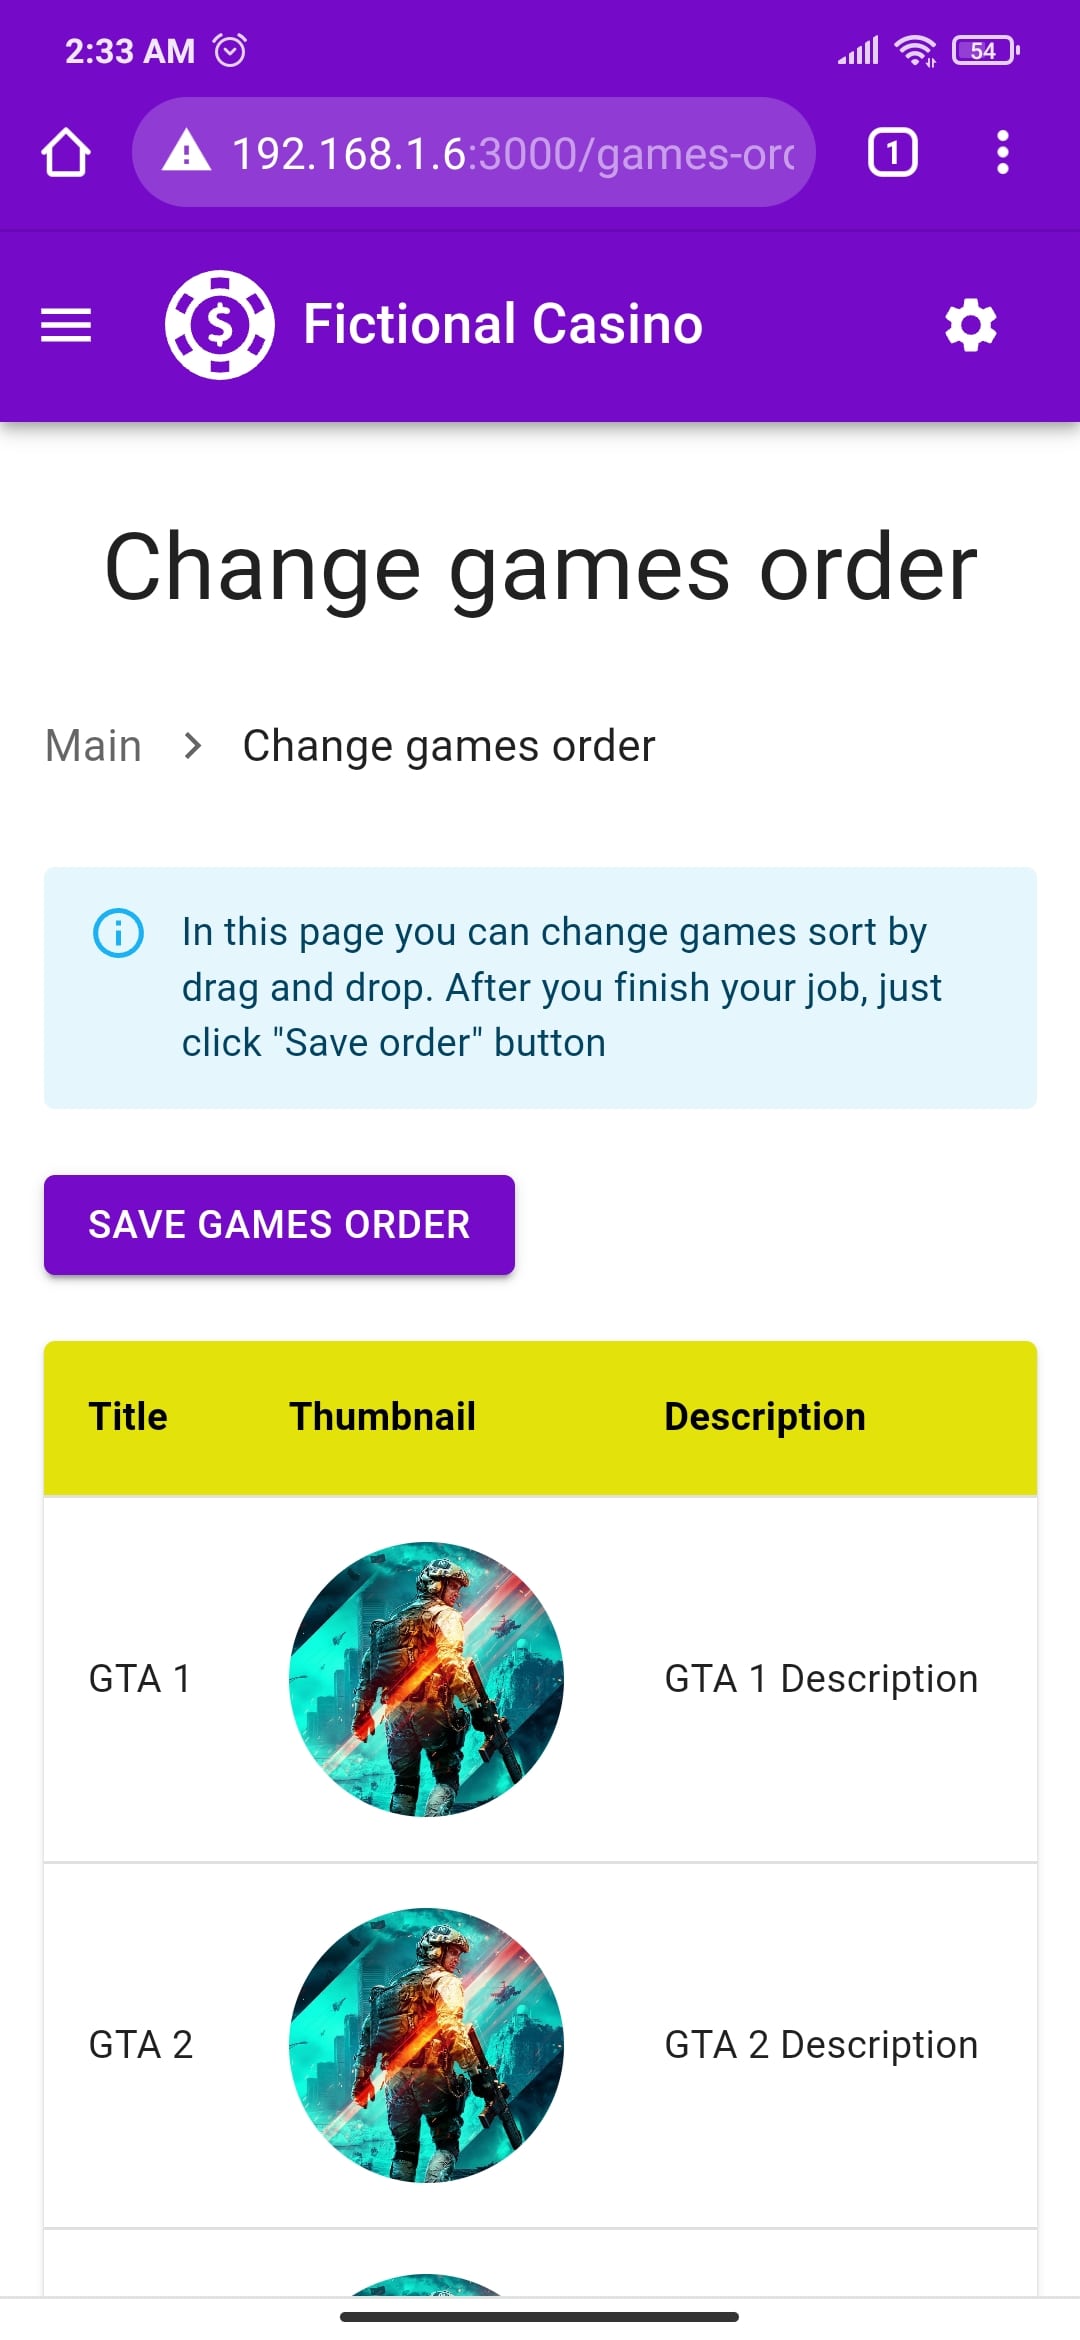 2:33 AM
54
192.168.1.6:3000/games-orc
1
$ Fictional Casino
Change games order
Main > Change games order
In this page you can change games sort by
drag and drop. After you finish your job, just
click "Save order" button
SAVE GAMES ORDER
Title Thumbnail Description
GTA 1 GTA 1 Description
GTA 2 GTA 2 Description